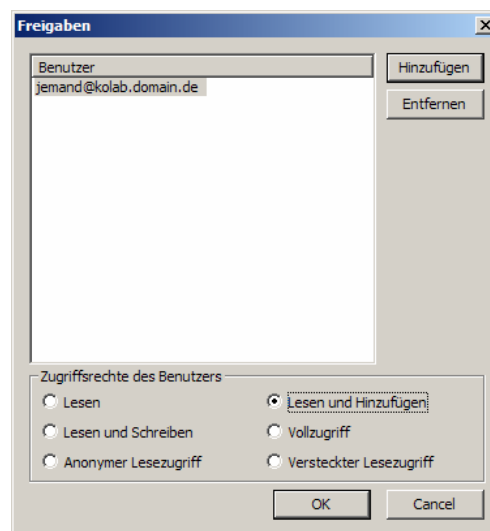 Freigaben
Benutzer
jemand@kolab.domain.de
Hinzufügen
Entfernen
Zugriffsrechte des Benutzers
Lesen
Lesen und Hinzufügen
Lesen und Schreiben
Vollzugriff
Anonymer Lesezugriff
Versteckter Lesezugriff
OK
Cancel